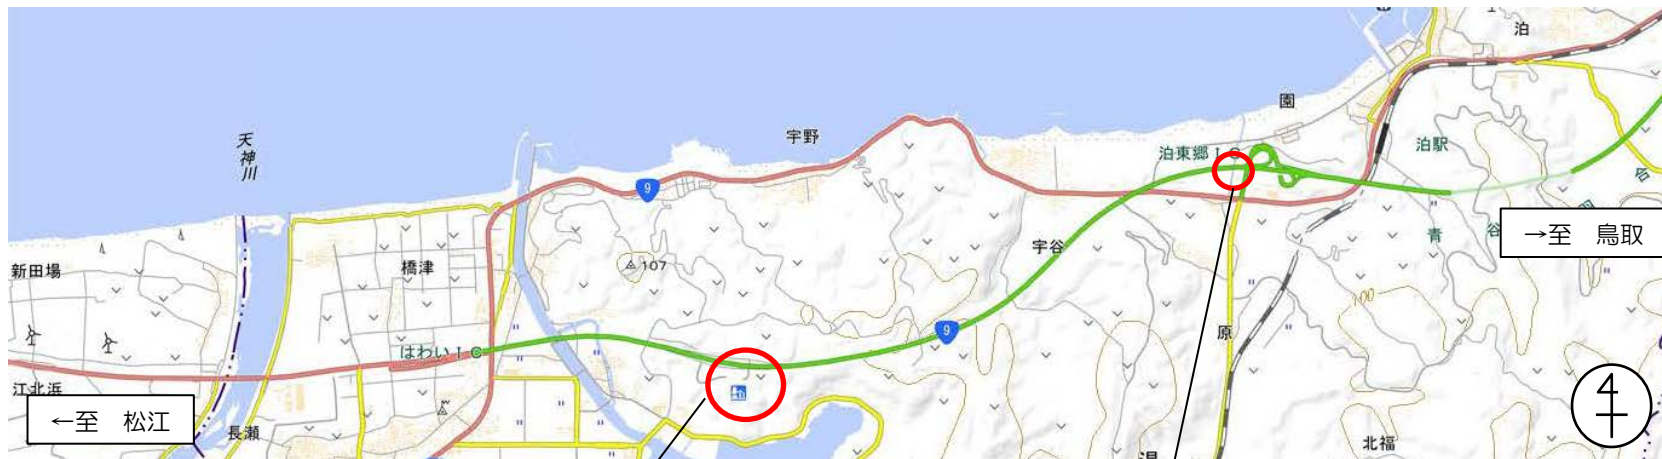 泊
園
天神川
宇野
泊東郷IC
泊駅
9
合
谷
青
→至 鳥取
宇谷
107
橋津
新田場
原
9
100
はわいIC
江北浜
←至 松江
長瀬
北福